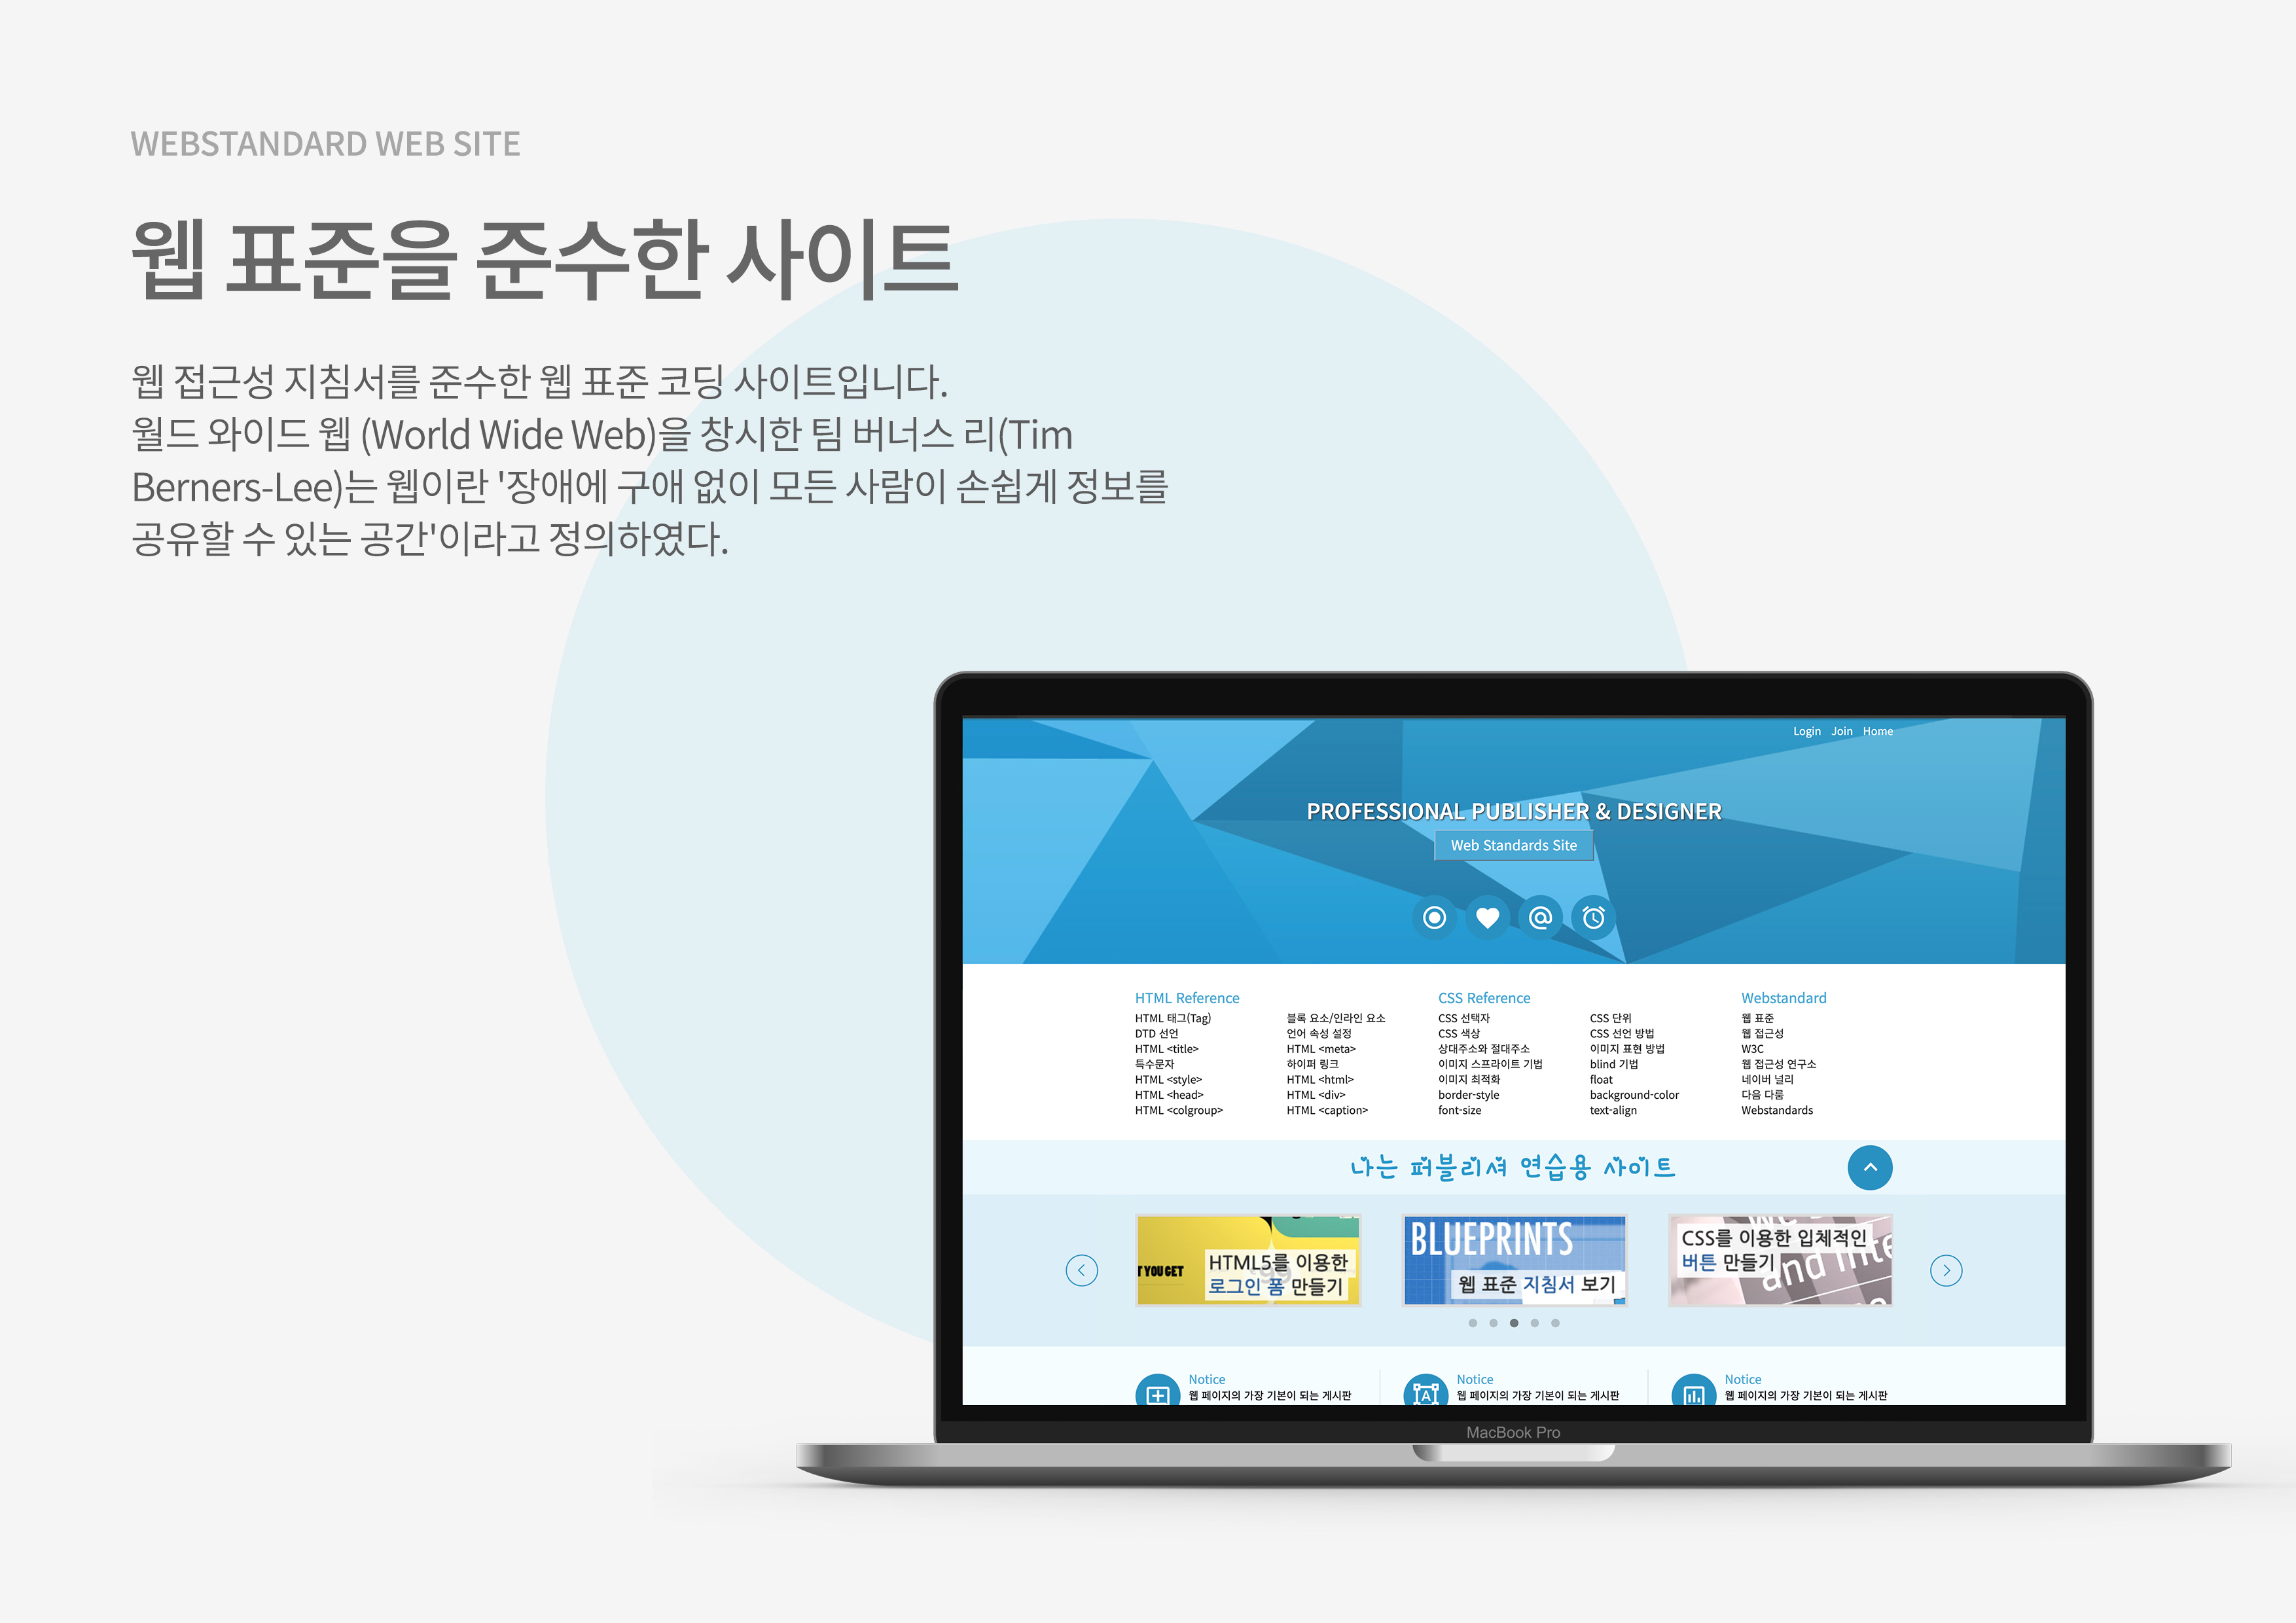 WEBSTANDARD WEB SITE
웹 표준을 준수한 사이트
웹 접근성 지침서를 준수한 웹 표준 코딩 사이트입니다.
월드 와이드 웹 (World Wide Web)을 창시한 팀 버너스 리(Tim
Berners-Lee)는 웹이란 '장애에 구애 없이 모든 사람이 손쉽게 정보를
공유할 수 있는 공간'이라고 정의하였다.
Login Join Home
PROFESSIONAL PUBLISHER & DESIGNER
Web Standards Site
HTML Reference
HTML 태그(Tag)
DTD 선언
HTML <title>
특수문자
HTML <style>
HTML <head>
HTML <colgroup>
블록 요소/인라인 요소
언어 속성 설정
HTML <meta>
하이퍼 링크
HTML <html>
HTML <div>
HTML <caption>
CSS Reference
CSS 선택자
CSS 색상
상대주소와 절대주소
이미지 스프라이트 기법
이미지 최적화
border-style
font-size
CSS 단위
CSS 선언 방법
이미지 표현 방법
blind 기법
float
background-color
text-align
Webstandard
웹 표준
웹 접근성
W3C
웹 접근성 연구소
네이버 널리
다음 다룸
Webstandards
나는 퍼블리셔 연습용 사이트
T YOU GET
HTML5를 이용한
로그인 폼 만들기
BLUEPRINTS
웹 표준 지침서 보기
CSS를 이용한 입체적인
버튼 만들기
and inte
Notice
웹 페이지의 가장 기본이 되는 게시판
Notice
웹 페이지의 가장 기본이 되는 게시판
Notice
웹 페이지의 가장 기본이 되는 게시판
MacBook Pro